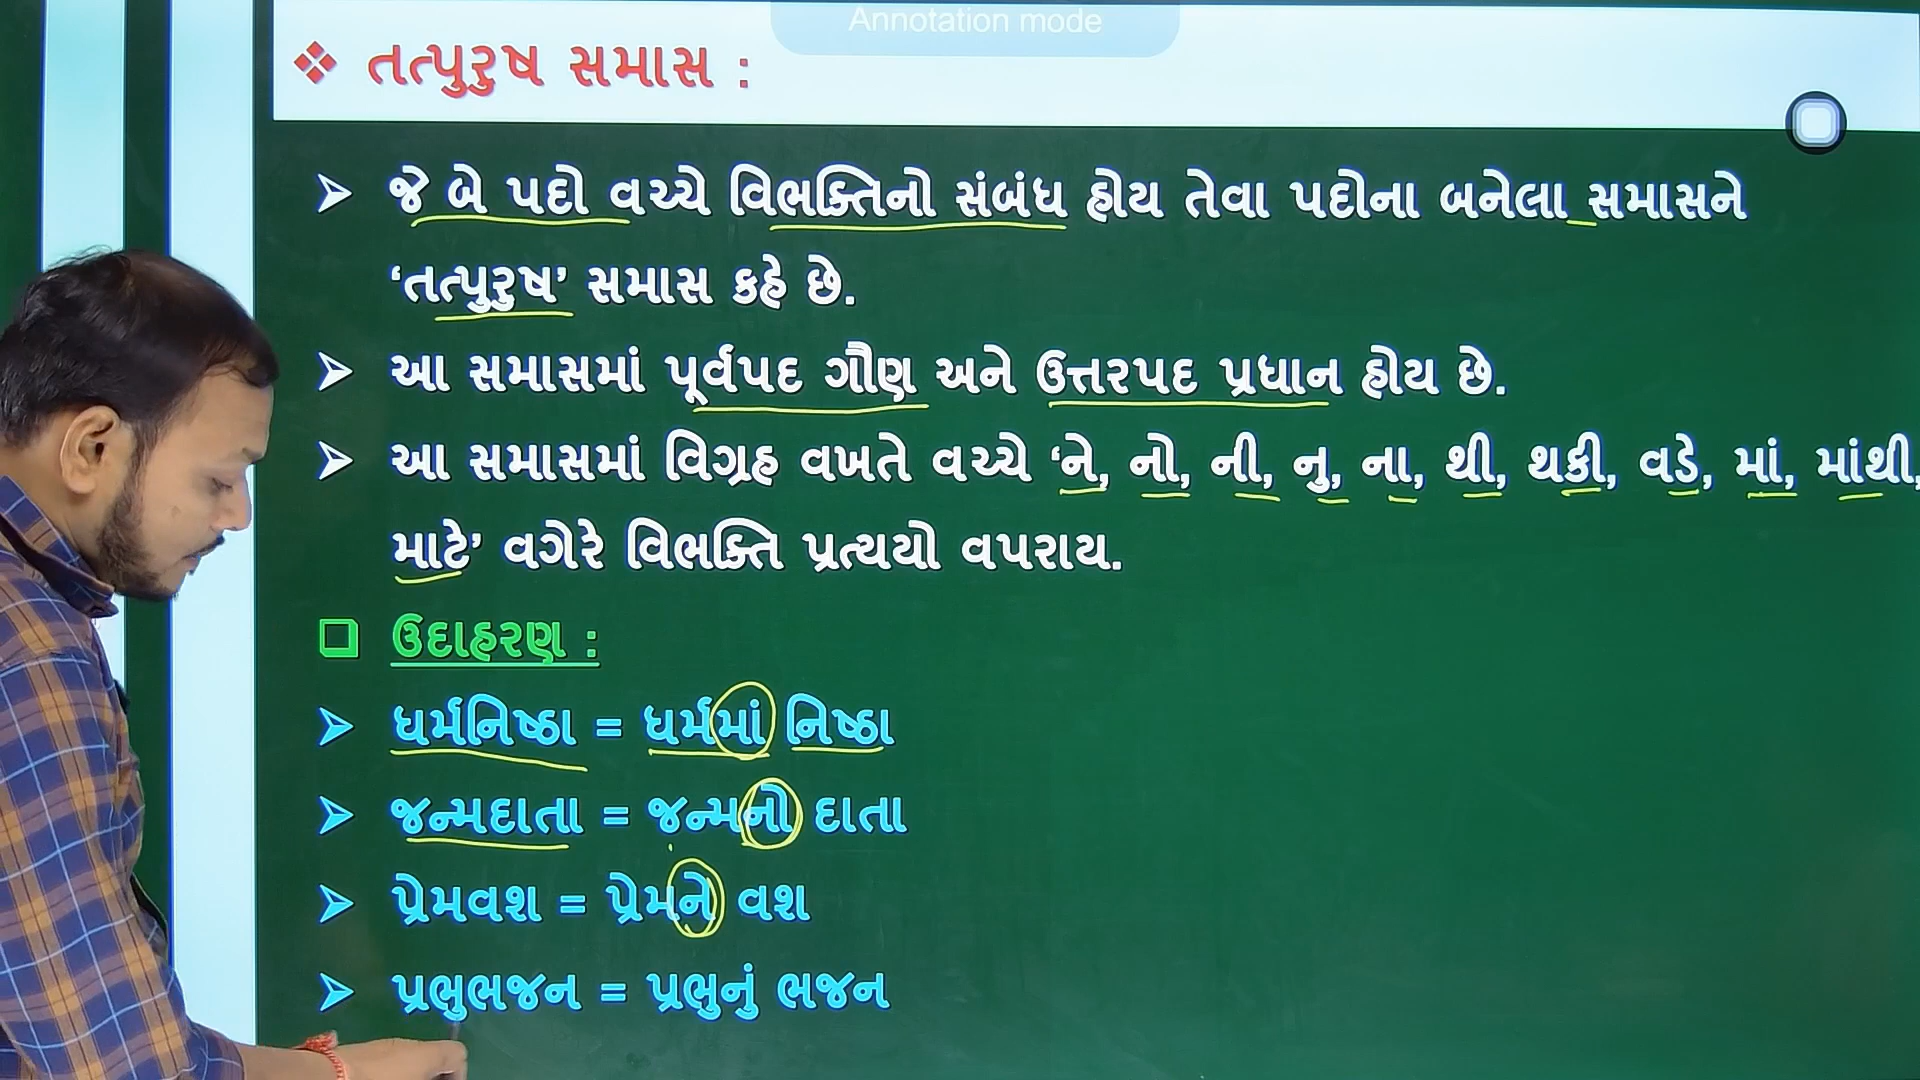 Annotation mode
❖ તત્પુરુષ સમાસ :
➢ જે બે પદો વચ્ચે વિભક્તિનો સંબંધ હોય તેવા પદોના બનેલા સમાસને
‘તત્પુરુષ’ સમાસ કહે છે.
➢ આ સમાસમાં પૂર્વપદ ગૌણ અને ઉત્તરપદ પ્રધાન હોય છે.
➢ આ સમાસમાં વિગ્રહ વખતે વચ્ચે ‘ને, નો, ની, નુ, ના, થી, થકી, વડે, માં, માંથી,
માટે’ વગેરે વિભક્તિ પ્રત્યયો વપરાય.
❑ ઉદાહરણ :
➢ ધર્મનિષ્ઠા = ધર્મમાં નિષ્ઠા
➢ જન્મદાતા = જન્મનો દાતા
➢ પ્રેમવશ = પ્રેમને વશ
➢ પ્રભુભજન = પ્રભુનું ભજન